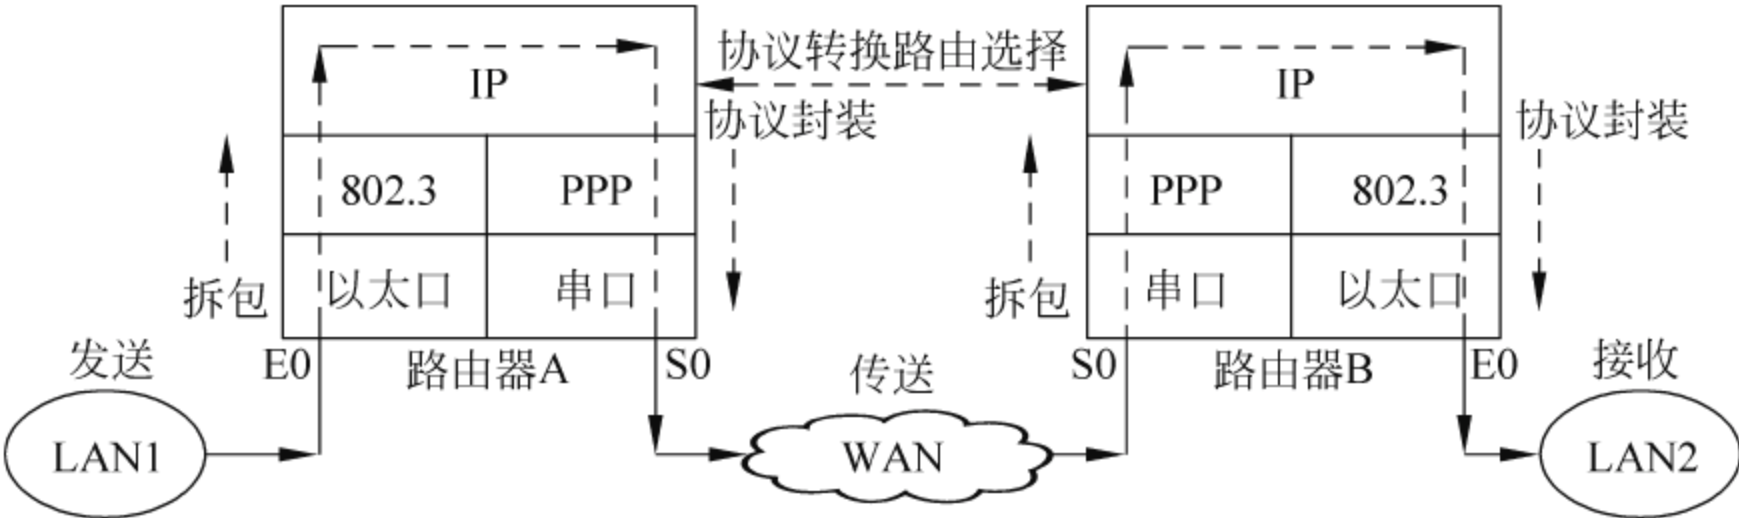 协议转换路由选择
IP
IP
协议封装
协议封装
802.3
PPP
PPP
802.3
拆包
以太口
串口
拆包
串口
以太口
发送
E0
路由器A
S0
传送
S0
路由器B
E0
接收
LAN1
WAN
LAN2